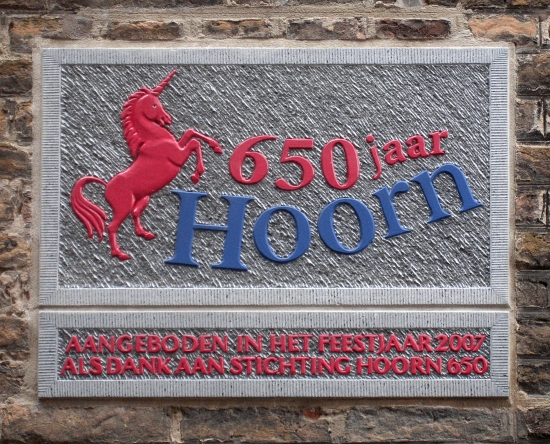 650 jaar
Hoorn
AANGEBODEN IN HET FEESTJAAR 2007
ALS DANK AAN STICHTING HOORN 650